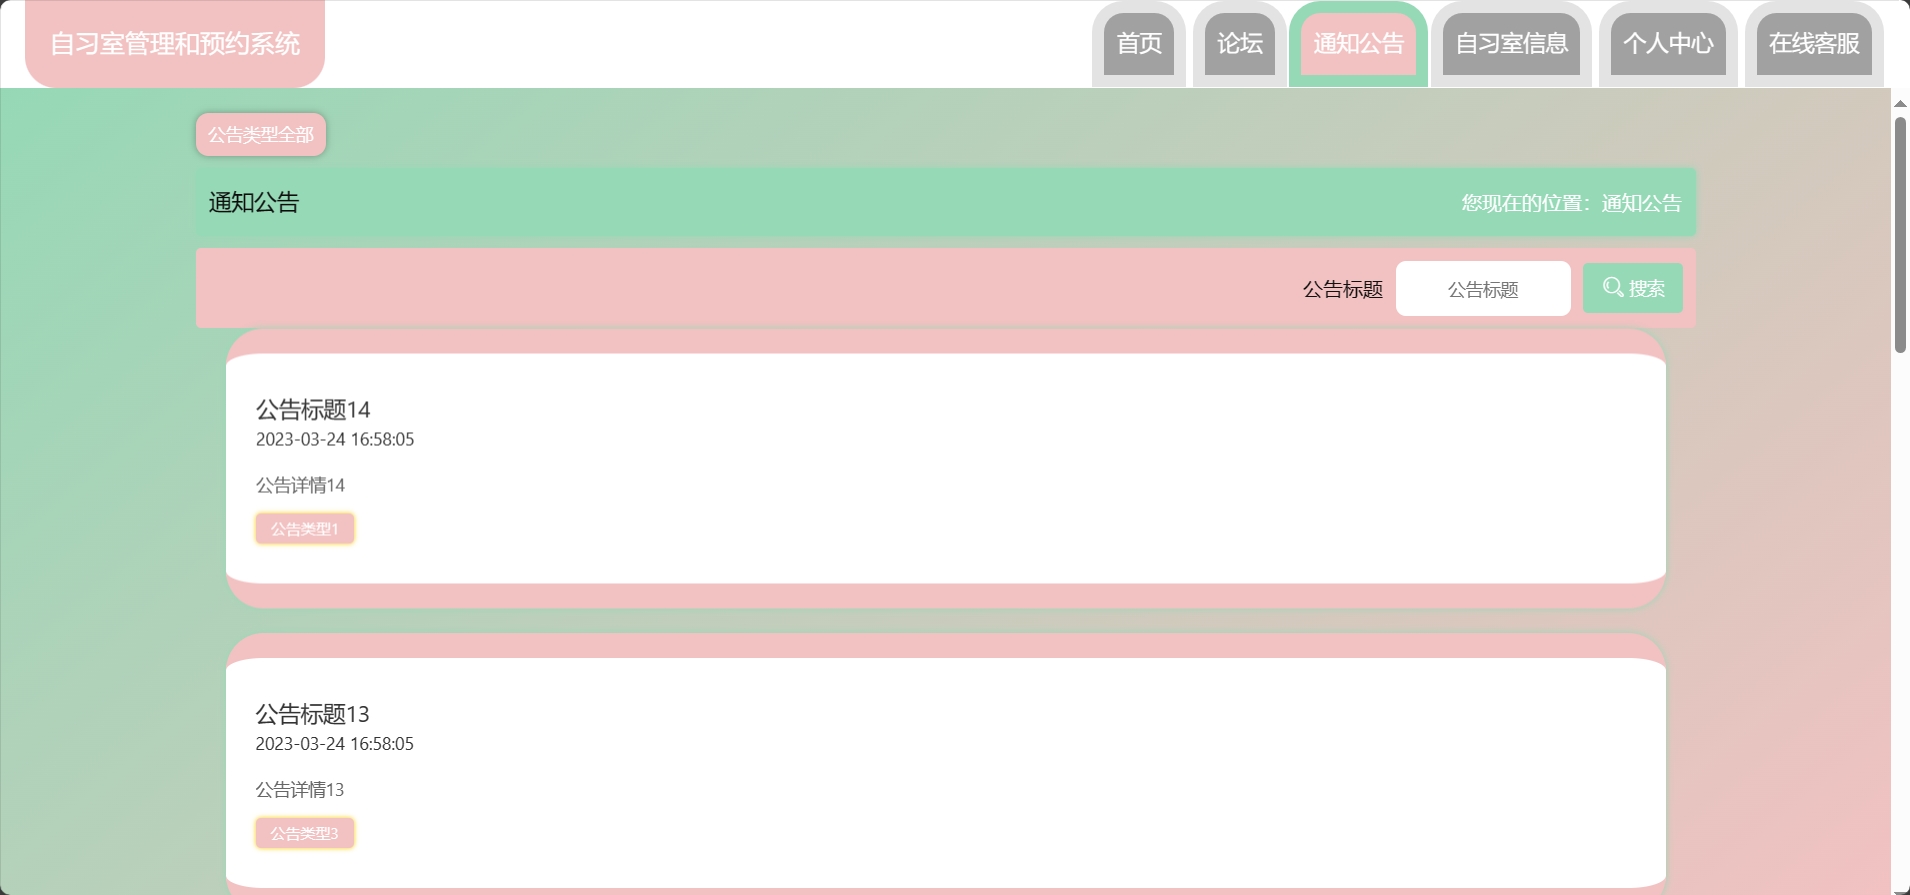 自习室管理和预约系统
首页
论坛
通知公告
自习室信息
个人中心
在线客服
公告类型全部
通知公告
您现在的位置：通知公告
公告标题
公告标题
搜索
公告标题14
2023-03-24 16:58:05
公告详情14
公告类型1
公告标题13
2023-03-24 16:58:05
公告详情13
公告类型3